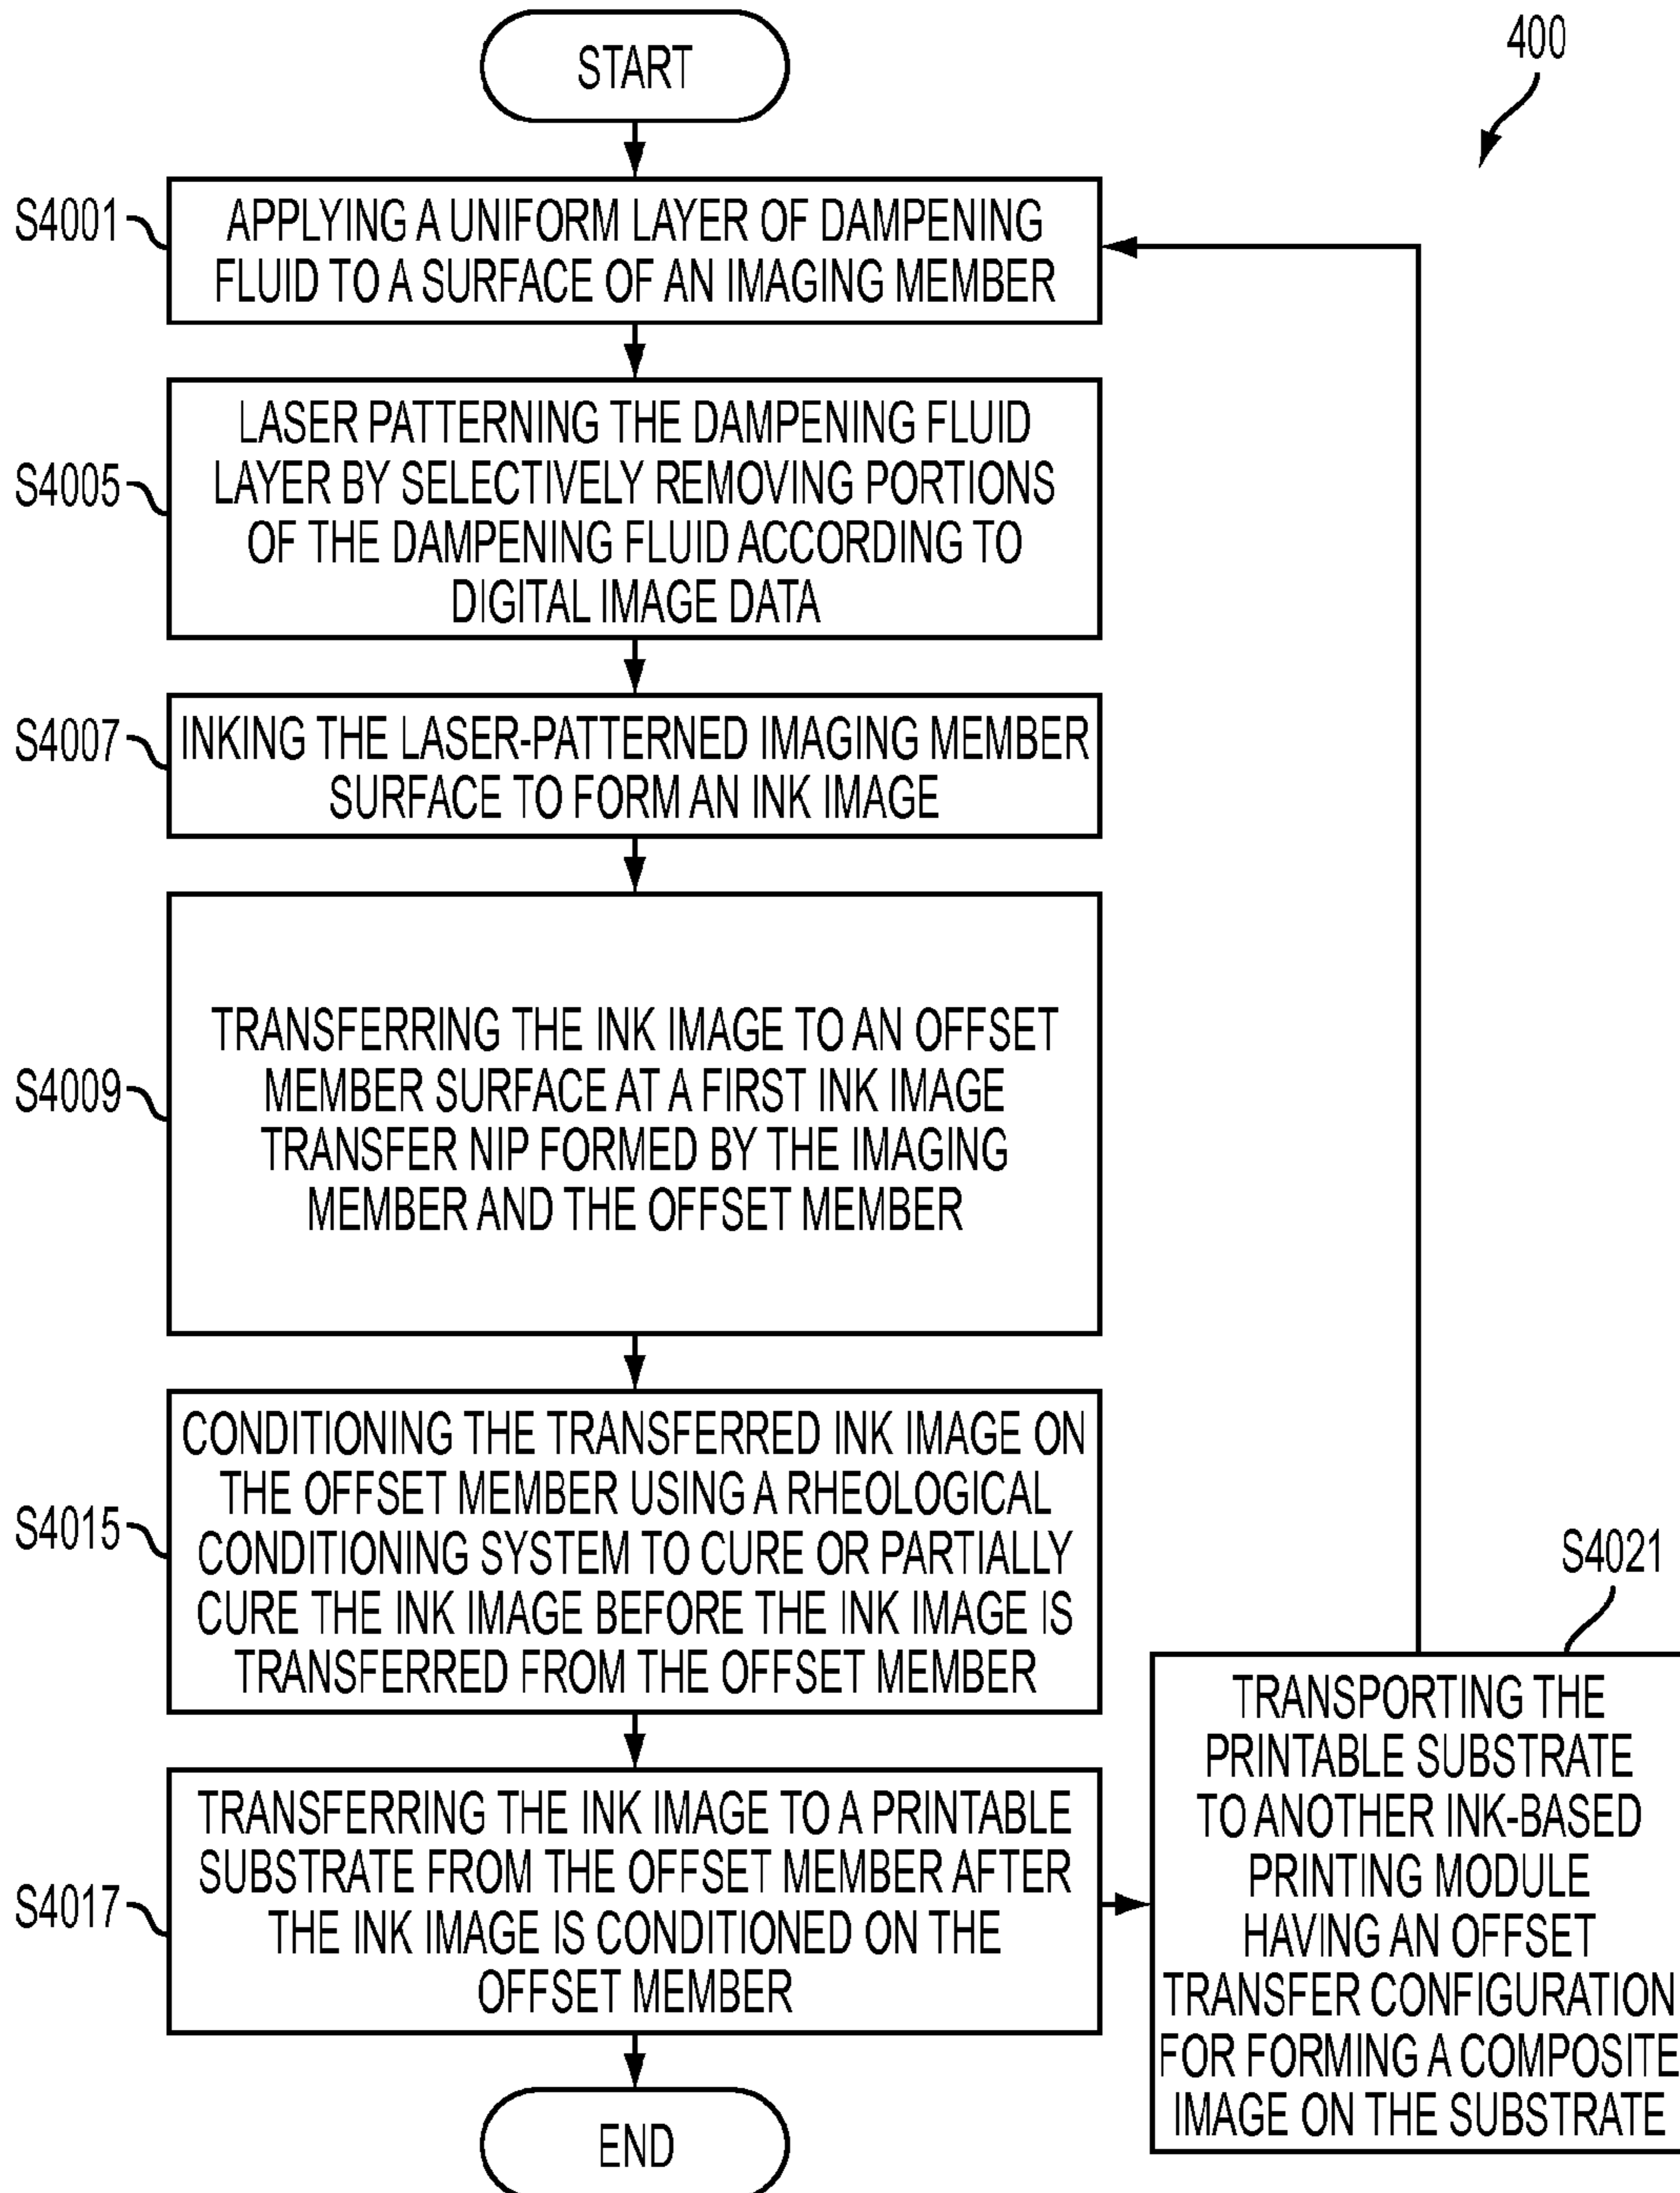 400
START
S4001
APPLYING A UNIFORM LAYER OF DAMPENING
FLUID TO A SURFACE OF AN IMAGING MEMBER
S4005
LASER PATTERNING THE DAMPENING FLUID
LAYER BY SELECTIVELY REMOVING PORTIONS
OF THE DAMPENING FLUID ACCORDING TO
DIGITAL IMAGE DATA
S4007
INKING THE LASER-PATTERNED IMAGING MEMBER
SURFACE TO FORM AN INK IMAGE
S4009
TRANSFERRING THE INK IMAGE TO AN OFFSET
MEMBER SURFACE AT A FIRST INK IMAGE
TRANSFER NIP FORMED BY THE IMAGING
MEMBER AND THE OFFSET MEMBER
S4015
CONDITIONING THE TRANSFERRED INK IMAGE ON
THE OFFSET MEMBER USING A RHEOLOGICAL
CONDITIONING SYSTEM TO CURE OR PARTIALLY
CURE THE INK IMAGE BEFORE THE INK IMAGE IS
TRANSFERRED FROM THE OFFSET MEMBER
S4017
TRANSFERRING THE INK IMAGE TO A PRINTABLE
SUBSTRATE FROM THE OFFSET MEMBER AFTER
THE INK IMAGE IS CONDITIONED ON THE
OFFSET MEMBER
S4021
TRANSPORTING THE
PRINTABLE SUBSTRATE
TO ANOTHER INK-BASED
PRINTING MODULE
HAVING AN OFFSET
TRANSFER CONFIGURATION
FOR FORMING A COMPOSITE
IMAGE ON THE SUBSTRATE
END